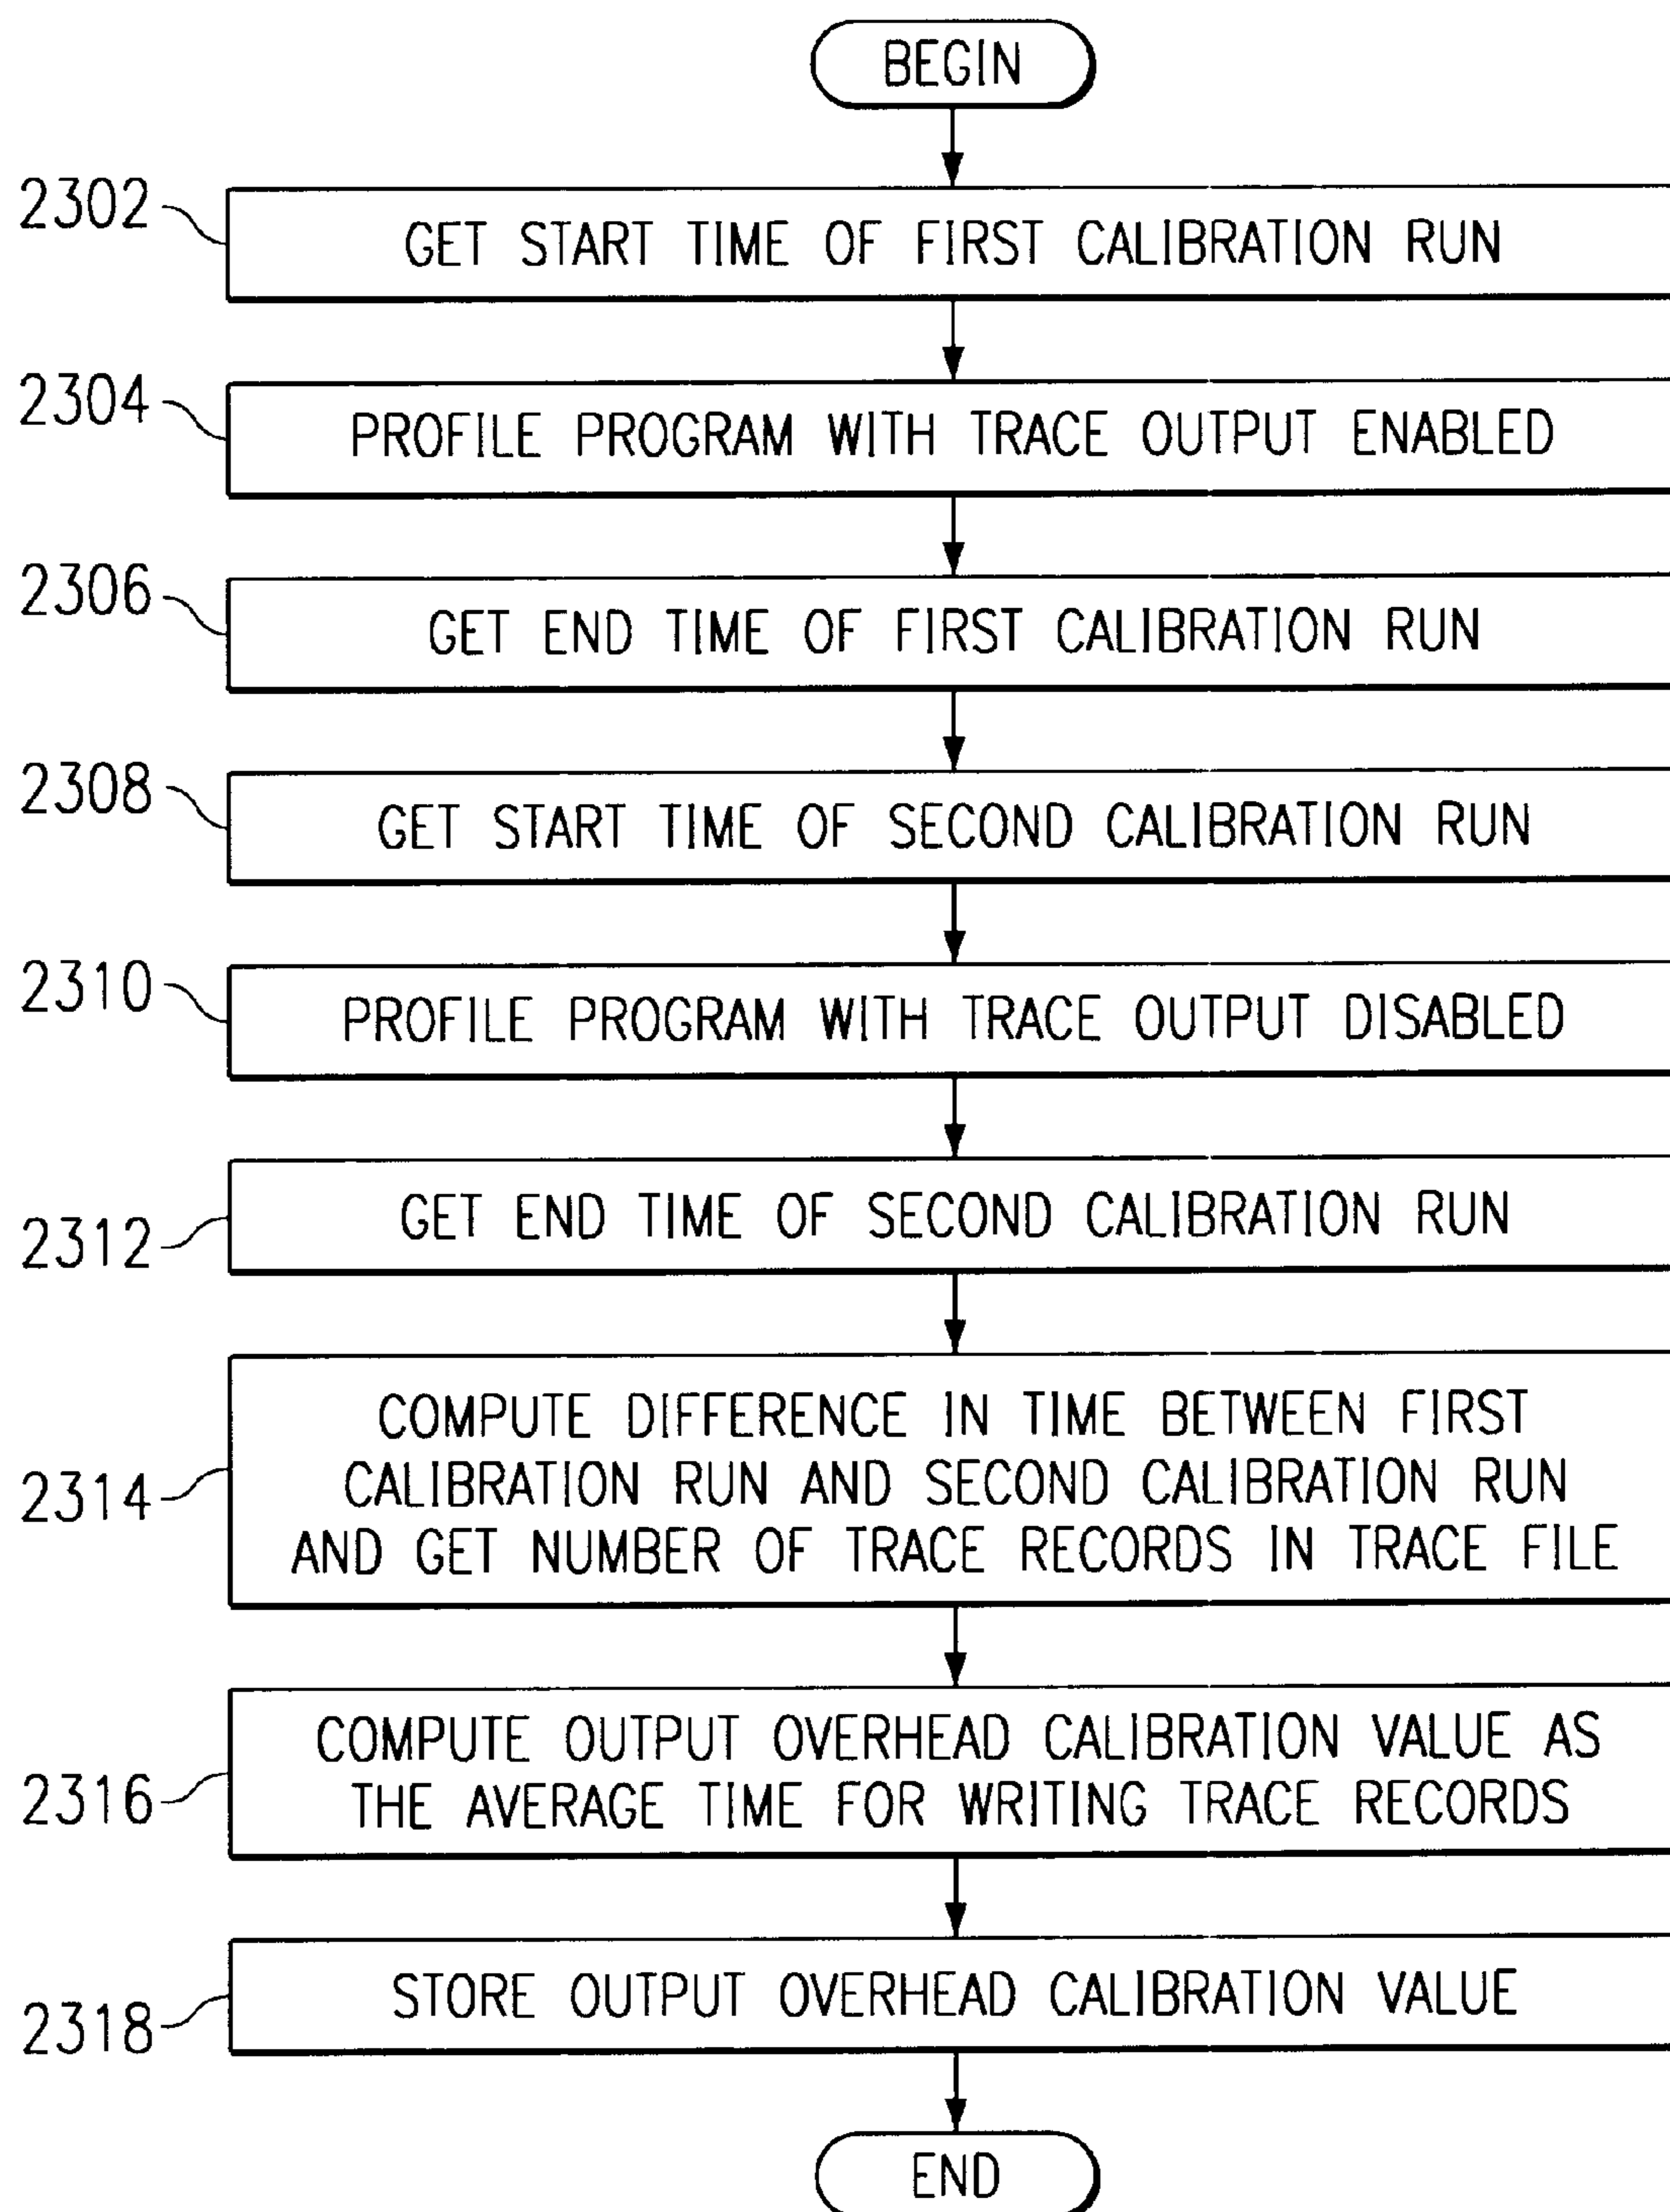 BEGIN
2302
GET START TIME OF FIRST CALIBRATION RUN
2304
PROFILE PROGRAM WITH TRACE OUTPUT ENABLED
2306
GET END TIME OF FIRST CALIBRATION RUN
2308
GET START TIME OF SECOND CALIBRATION RUN
2310
PROFILE PROGRAM WITH TRACE OUTPUT DISABLED
2312
GET END TIME OF SECOND CALIBRATION RUN
2314
COMPUTE DIFFERENCE IN TIME BETWEEN FIRST
CALIBRATION RUN AND SECOND CALIBRATION RUN
AND GET NUMBER OF TRACE RECORDS IN TRACE FILE
2316
COMPUTE OUTPUT OVERHEAD CALIBRATION VALUE AS
THE AVERAGE TIME FOR WRITING TRACE RECORDS
2318
STORE OUTPUT OVERHEAD CALIBRATION VALUE
END